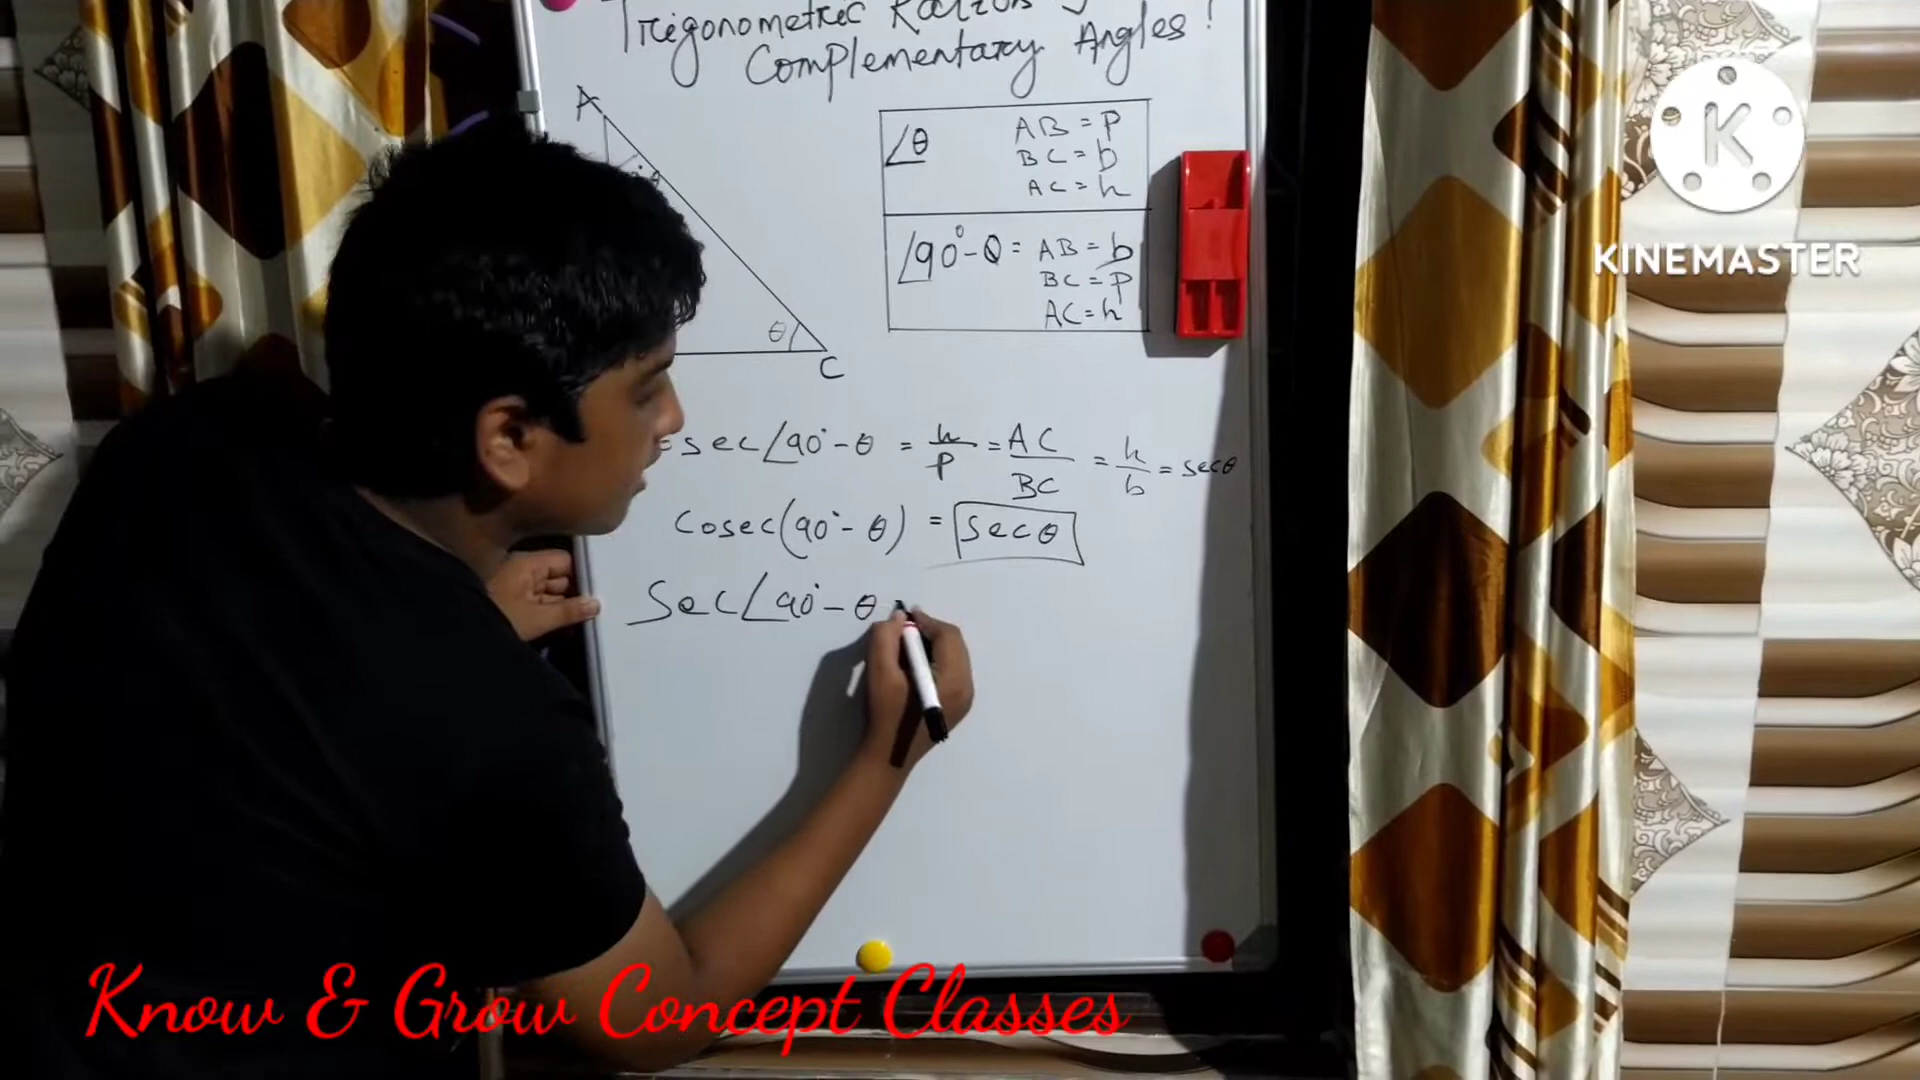 Trigonometric Ratios
Complementary Angles!
A
θ
C
∠θ AB = p
BC = b
AC = h
∠90° - θ = AB = b
BC = p
AC = h
sec∠90° - θ = h/p = AC/BC = h/b = secθ
Cosec(90° - θ) = secθ
Sec∠90° - θ
K
KINEMASTER
Know & Grow Concept Classes